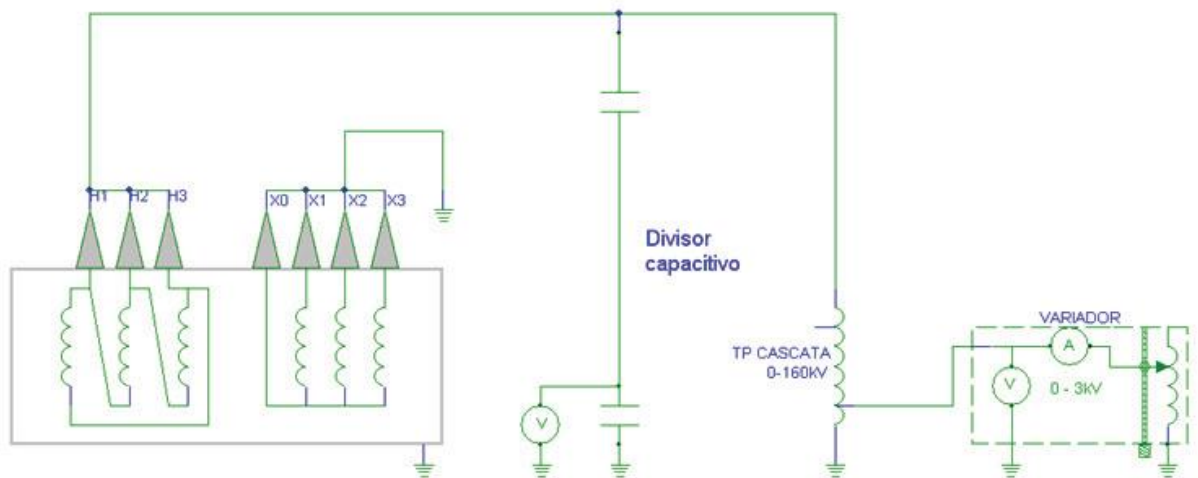 H1 H2 H3 X0 X1 X2 X3
Divisor
capacitivo
V
TP CASCATA
0-160kV
VARIADOR
A
V
0 - 3kV